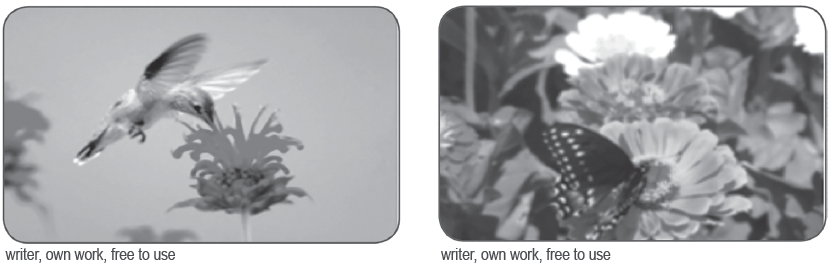 writer, own work, free to use
writer, own work, free to use